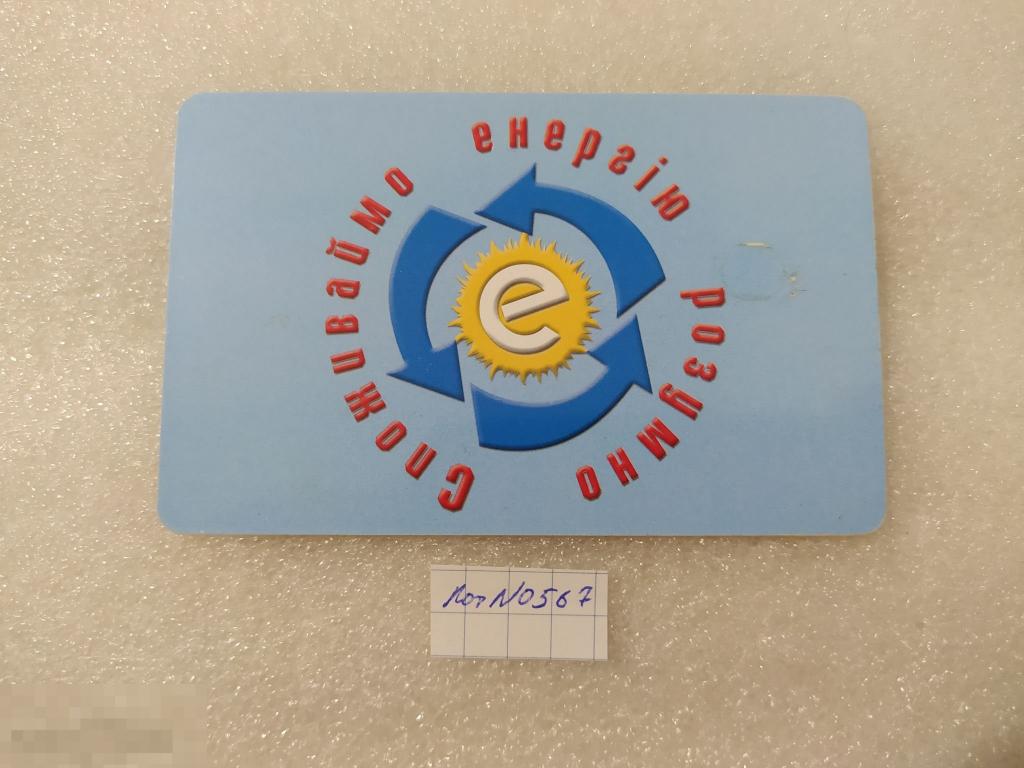 Споживаймо енергію розумно
е
Лот N0567